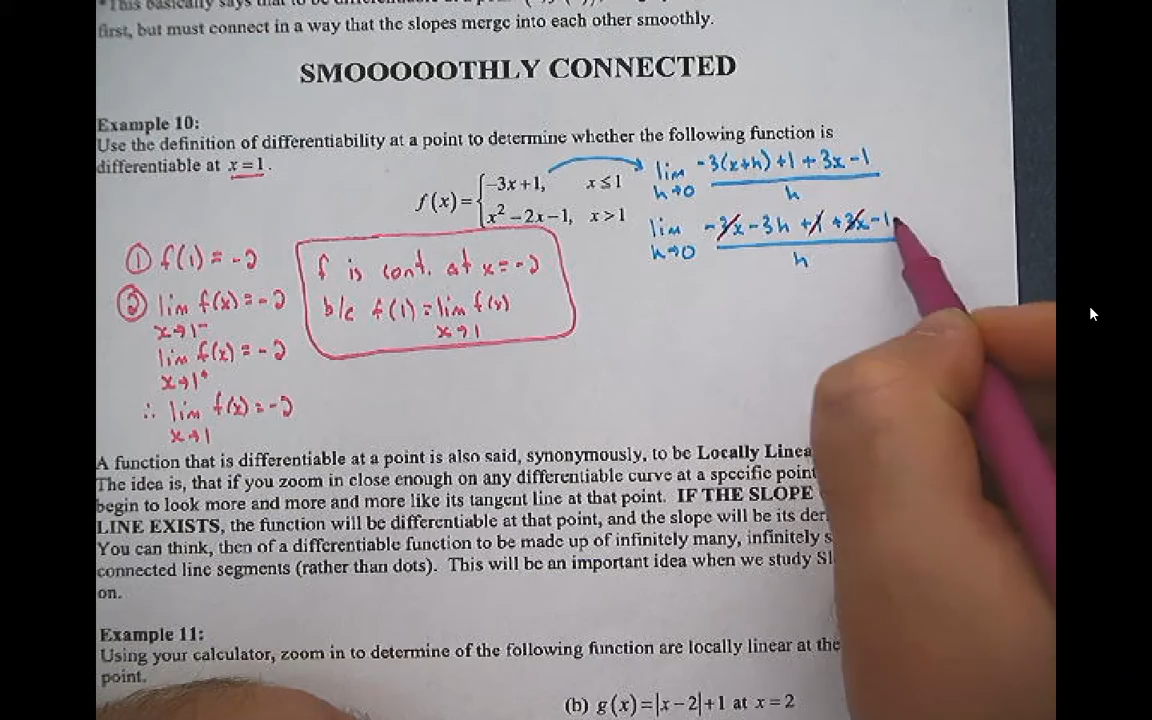 *This basically says that to be differentiable at a point
first, but must connect in a way that the slopes merge into each other smoothly.
SMOOOOOTHLY CONNECTED
Example 10:
Use the definition of differentiability at a point to determine whether the following function is
differentiable at x = 1.
f(x) = { -3x + 1, x ≤ 1
x² - 2x - 1, x > 1
lim h→0 -3(x+h) + 1 + 3x - 1 / h
lim h→0 -3x - 3h + 1 + 3x - 1 / h
① f(1) = -2
② lim x→1⁻ f(x) = -2
lim x→1⁺ f(x) = -2
∴ lim x→1 f(x) = -2
f is cont. at x = -2
b/c f(1) = lim x→1 f(x)
A function that is differentiable at a point is also said, synonymously, to be Locally Linea
The idea is, that if you zoom in close enough on any differentiable curve at a specific point
begin to look more and more and more like its tangent line at that point. IF THE SLOPE
LINE EXISTS, the function will be differentiable at that point, and the slope will be its der
You can think, then of a differentiable function to be made up of infinitely many, infinitely s
connected line segments (rather than dots). This will be an important idea when we study Sl
on.
Example 11:
Using your calculator, zoom in to determine of the following function are locally linear at the
point.
(b) g(x) = |x - 2| + 1 at x = 2